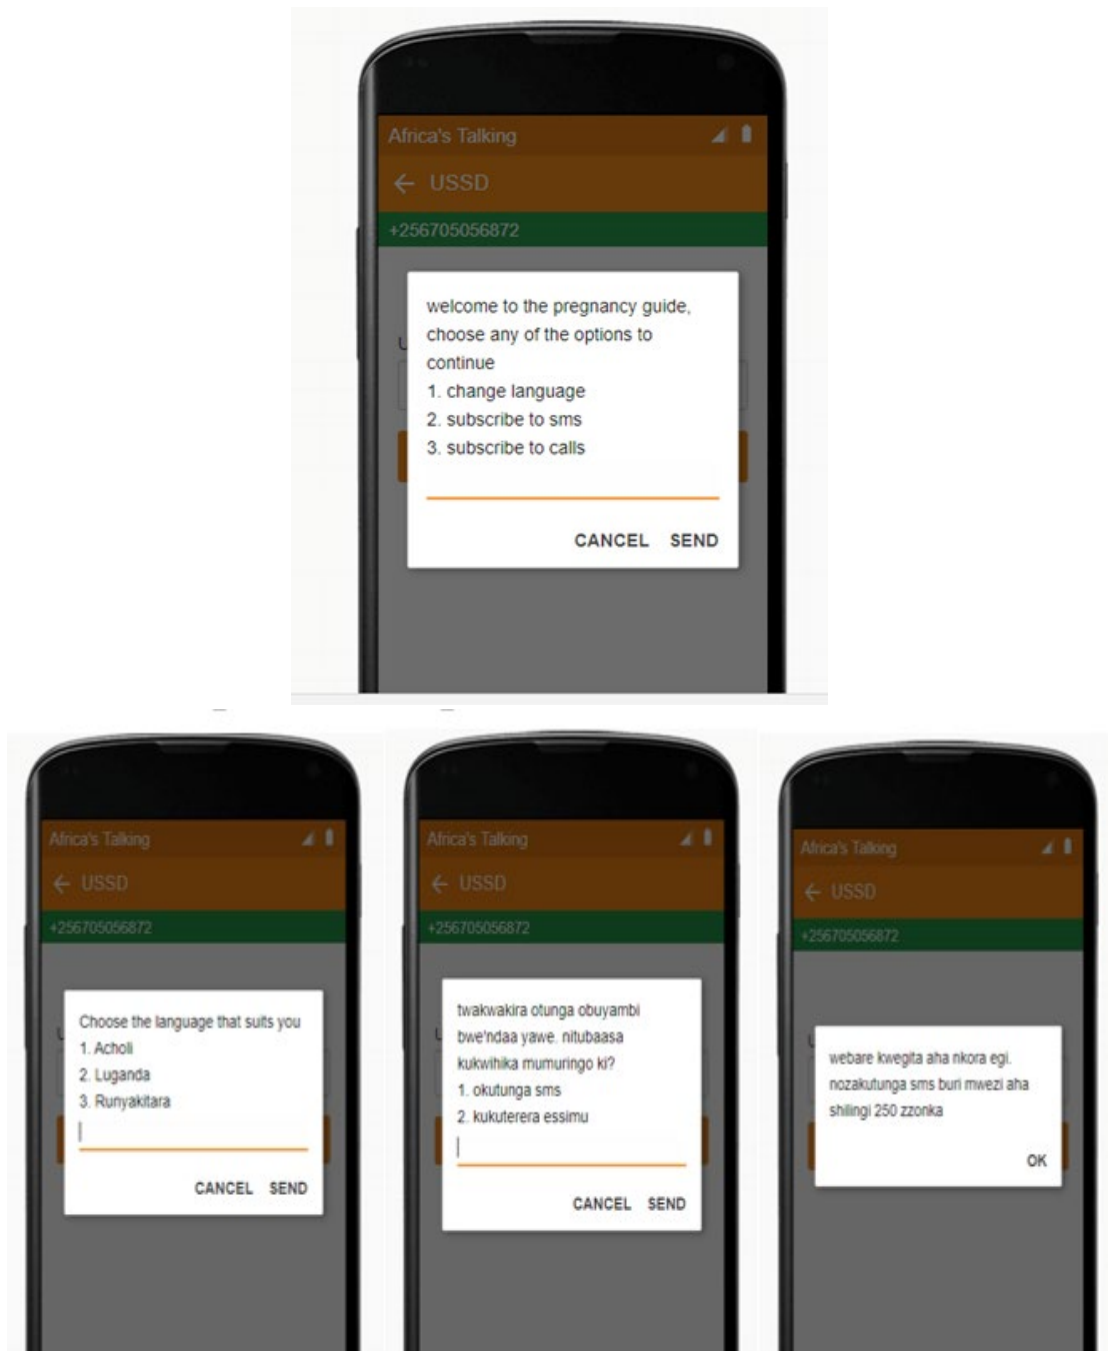 Africa's Talking
← USSD
+256705056872
welcome to the pregnancy guide,
choose any of the options to
continue
1. change language
2. subscribe to sms
3. subscribe to calls
CANCEL SEND
Africa's Talking
← USSD
+256705056872
Choose the language that suits you
1. Acholi
2. Luganda
3. Runyakitara
CANCEL SEND
Africa's Talking
← USSD
+256705056872
twakwakira otunga obuyambi
bwe'ndaa yawe. nitubaasa
kukwihika mumuringo ki?
1. okutunga sms
2. kukuterera essimu
CANCEL SEND
Africa's Talking
← USSD
+256705056872
webare kwegita aha nkora egi.
nozakutunga sms buri mwezi aha
shilingi 250 zzonka
OK